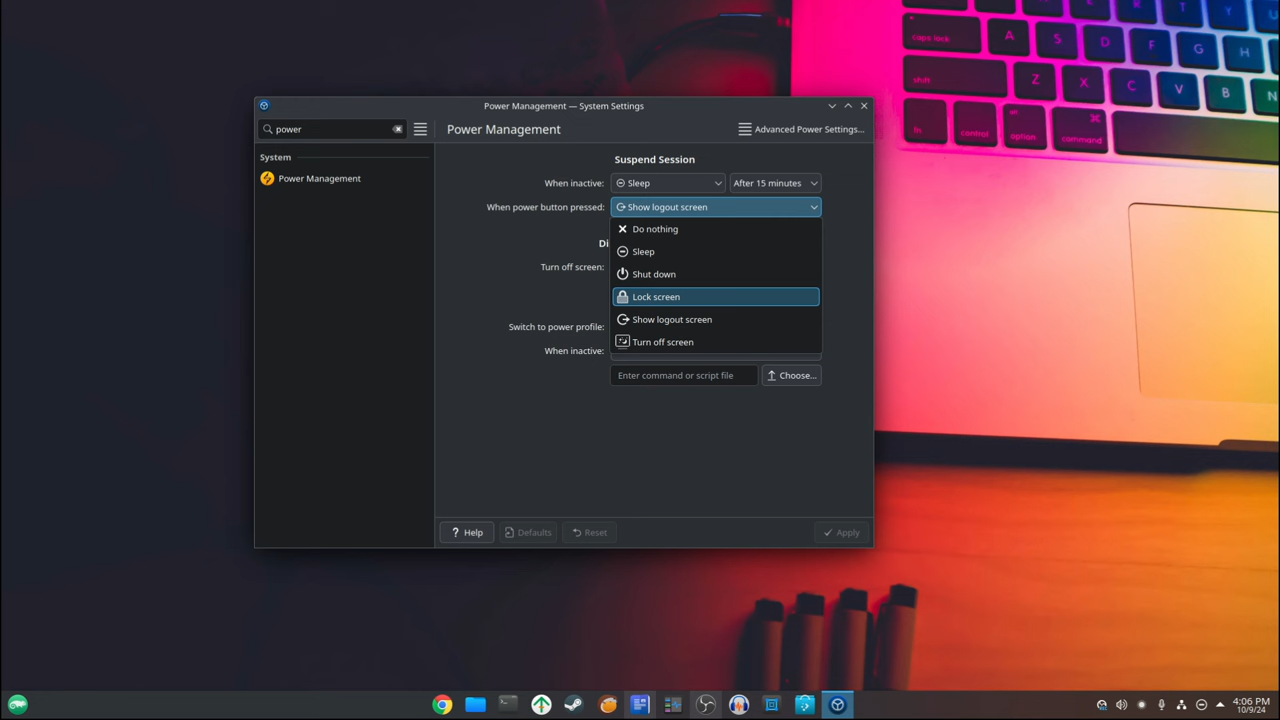 Power Management — System Settings
power
Power Management
Advanced Power Settings...
System
Power Management
Suspend Session
When inactive:
Sleep
After 15 minutes
When power button pressed:
Show logout screen
Do nothing
Di
Sleep
Turn off screen:
Shut down
Lock screen
Show logout screen
Switch to power profile:
Turn off screen
When inactive:
Enter command or script file
Choose...
? Help
Defaults
Reset
Apply
T
Y
caps lock
A
S
D
F
G
H
shift
Z
X
C
V
B
N
fn
control
option
command
4:06 PM
10/9/24